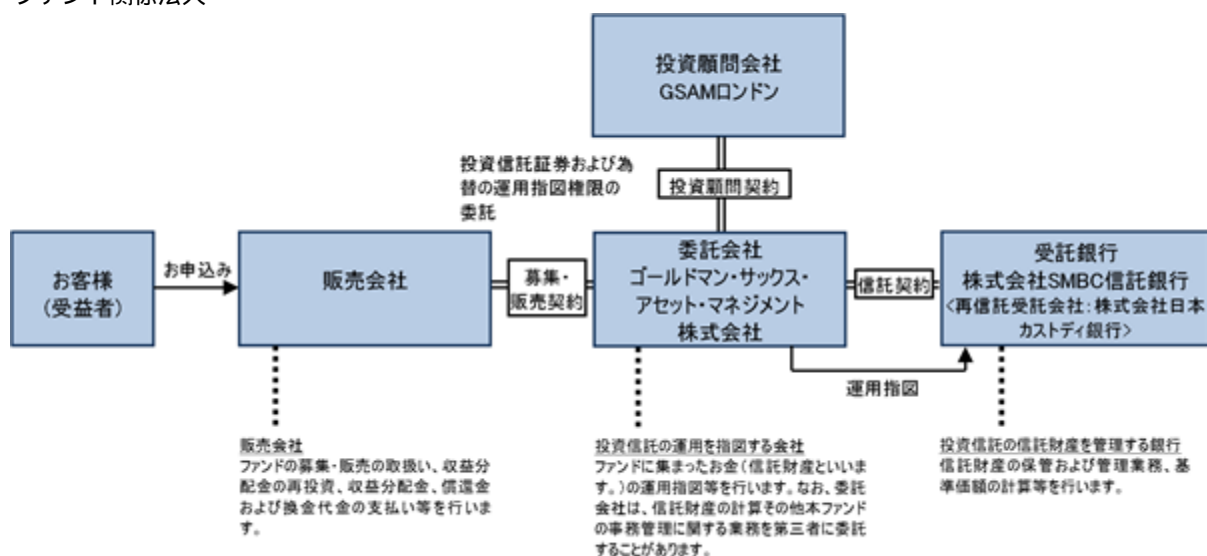 ファンド関係法人
投資顧問会社
GSAMロンドン
投資信託証券および為
替の運用指図権限の
委託
投資顧問契約
お客様
(受益者)
お申込み
販売会社
募集・
販売契約
委託会社
ゴールドマン・サックス・
アセット・マネジメント
株式会社
信託契約
受託銀行
株式会社SMBC信託銀行
<再信託受託会社:株式会社日本
カストディ銀行>
運用指図
販売会社
ファンドの募集・販売の取扱い、収益分
配金の再投資、収益分配金、償還金
および換金代金の支払い等を行いま
す。
投資信託の運用を指図する会社
ファンドに集まったお金(信託財産といいま
す。)の運用指図等を行います。なお、委託
会社は、信託財産の計算その他本ファンド
の事務管理に関する業務を第三者に委託
することがあります。
投資信託の信託財産を管理する銀行
信託財産の保管および管理業務、基
準価額の計算等を行います。